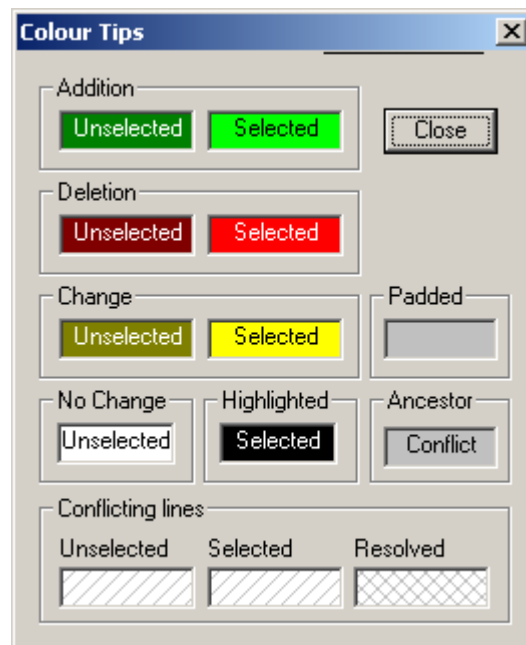 Colour Tips
Addition
Unselected Selected
Close
Deletion
Unselected Selected
Change
Unselected Selected
Padded
No Change
Unselected
Highlighted
Selected
Ancestor
Conflict
Conflicting lines
Unselected Selected Resolved